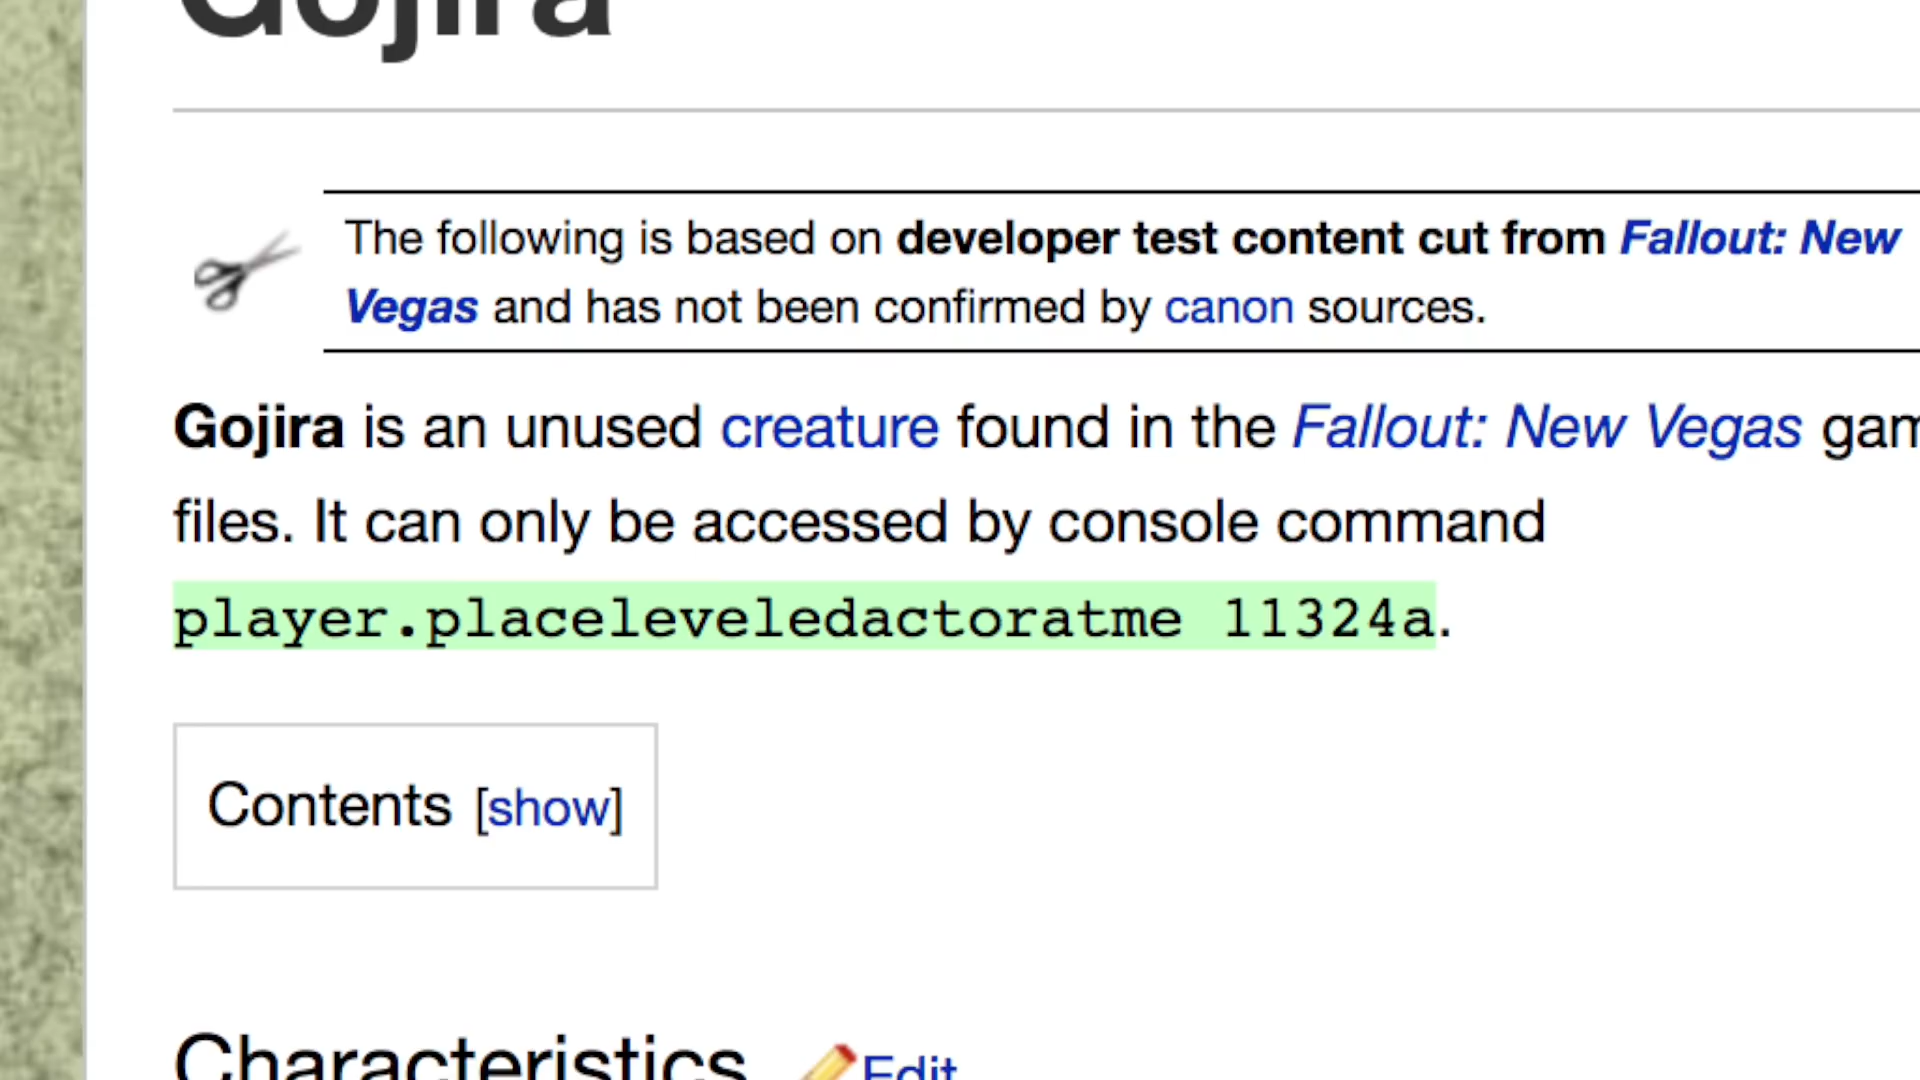 Gojira
The following is based on developer test content cut from Fallout: New
Vegas and has not been confirmed by canon sources.
Gojira is an unused creature found in the Fallout: New Vegas gam
files. It can only be accessed by console command
player.placeleveledactoratme 11324a.
Contents [show]
Characteristics Edit